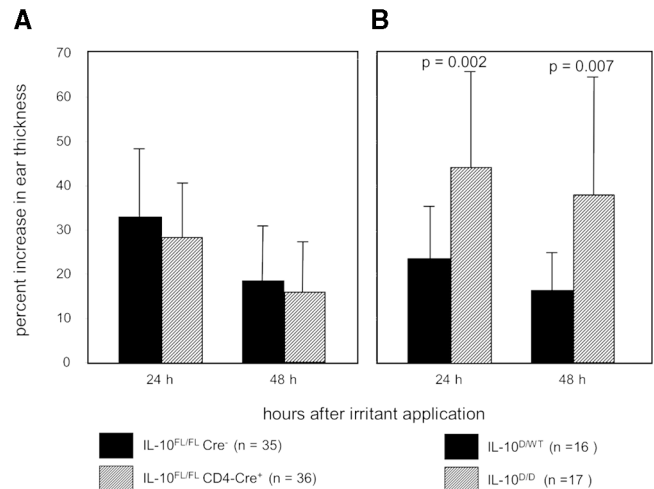 A
B
70
60
50
40
30
20
10
0
percent increase in ear thickness
p = 0.002
p = 0.007
24 h
48 h
24 h
48 h
hours after irritant application
IL-10FL/FL Cre- (n = 35)
IL-10FL/FL CD4-Cre+ (n = 36)
IL-10D/WT (n =16 )
IL-10D/D (n =17 )